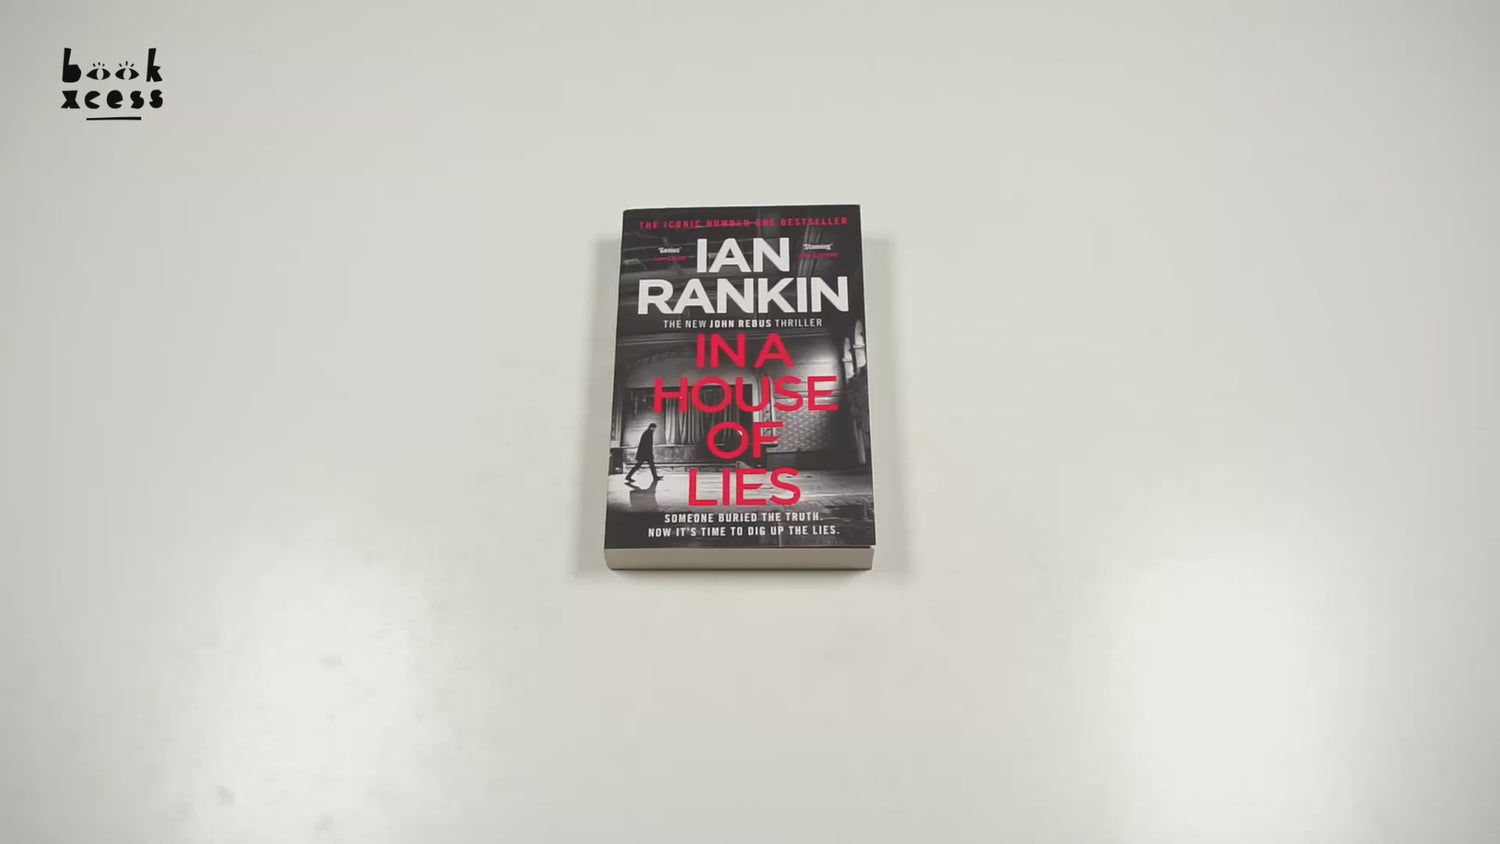 book
xcess
THE ICONIC NUMBER ONE BESTSELLER
'Genius'
'Stunning'
IAN
RANKIN
THE NEW JOHN REBUS THRILLER
IN A
HOUSE
OF
LIES
SOMEONE BURIED THE TRUTH.
NOW IT'S TIME TO DIG UP THE LIES.